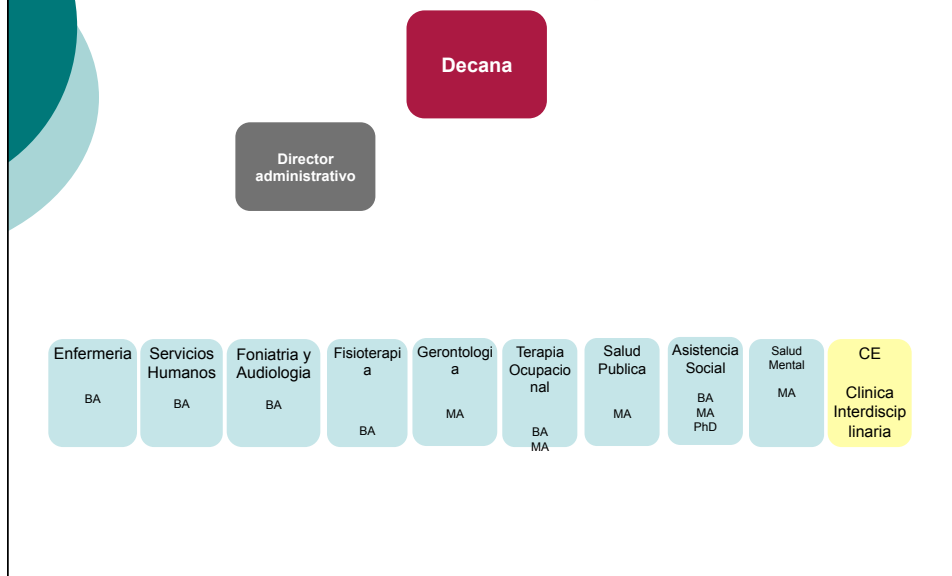 Decana
Director
administrativo
Enfermeria
BA
Servicios
Humanos
BA
Foniatria y
Audiologia
BA
Fisioterapi
a
BA
Gerontologi
a
MA
Terapia
Ocupacio
nal
BA
MA
Salud
Publica
MA
Asistencia
Social
BA
MA
PhD
Salud
Mental
MA
CE
Clinica
Interdiscip
linaria